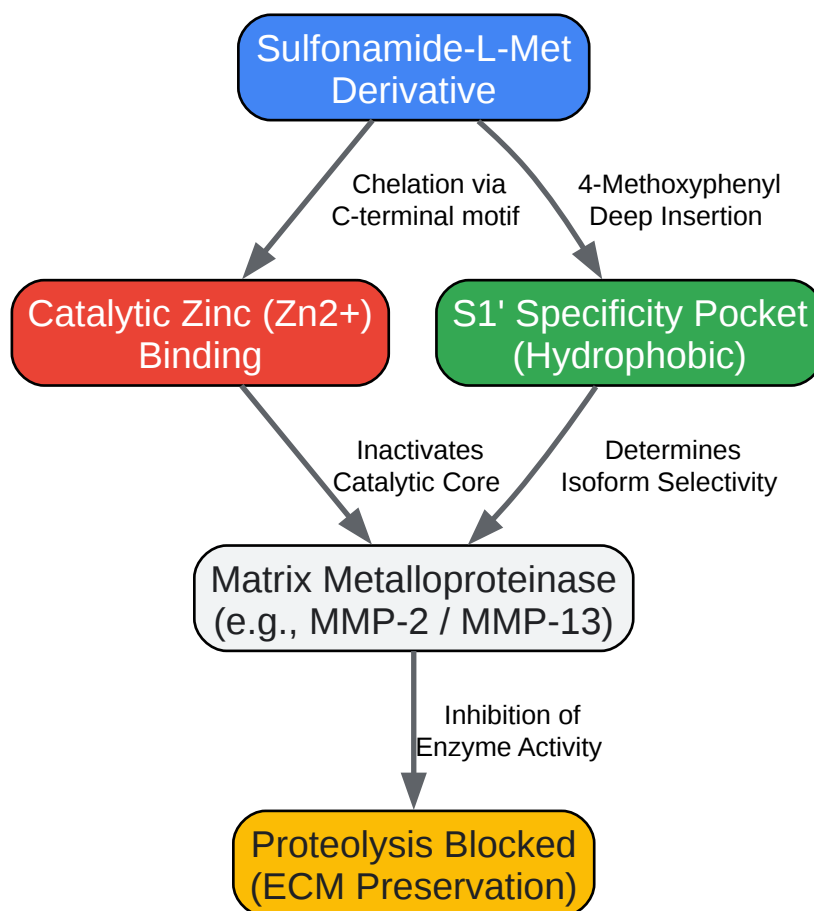 Sulfonamide-L-Met
Derivative
Chelation via
C-terminal motif
4-Methoxyphenyl
Deep Insertion
Catalytic Zinc (Zn2+)
Binding
S1' Specificity Pocket
(Hydrophobic)
Inactivates
Catalytic Core
Determines
Isoform Selectivity
Matrix Metalloproteinase
(e.g., MMP-2 / MMP-13)
Inhibition of
Enzyme Activity
Proteolysis Blocked
(ECM Preservation)